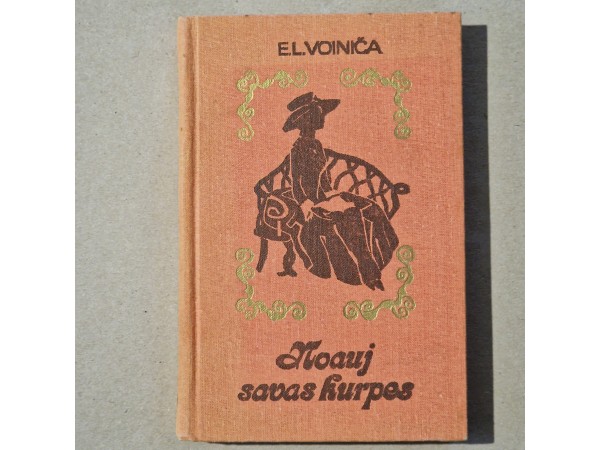 E.L.VOINIČA
Noauj
savas kurpes